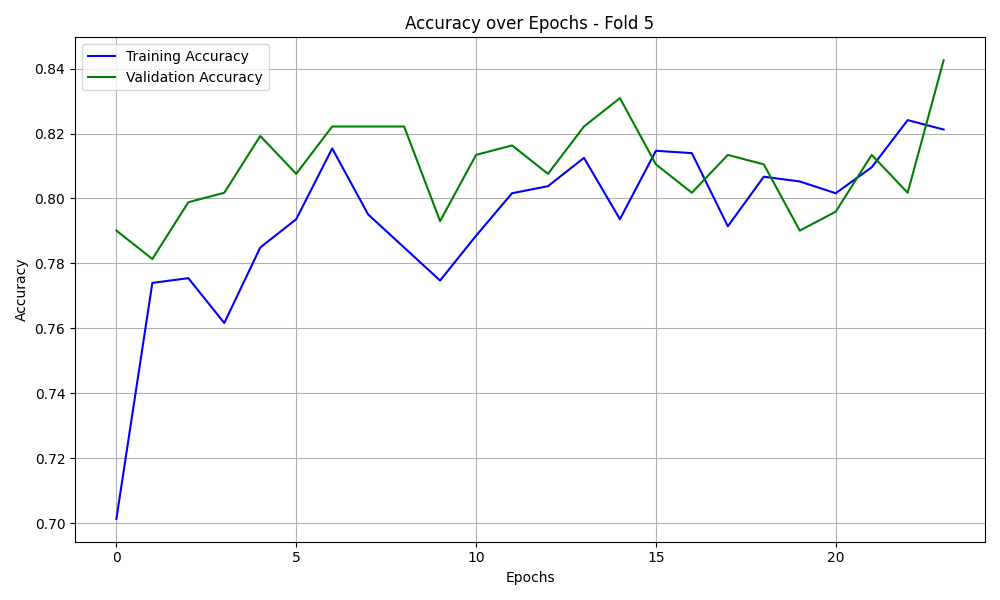 Accuracy over Epochs - Fold 5
Training Accuracy
Validation Accuracy
Accuracy
0.84
0.82
0.80
0.78
0.76
0.74
0.72
0.70
0
5
10
15
20
Epochs